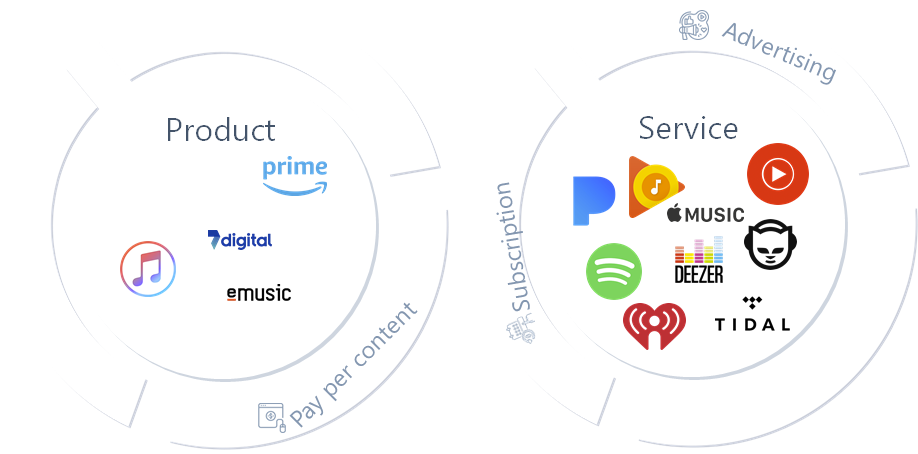 Product
prime
7digital
emusic
Pay per content
Advertising
Service
MUSIC
DEEZER
TIDAL
Subscription